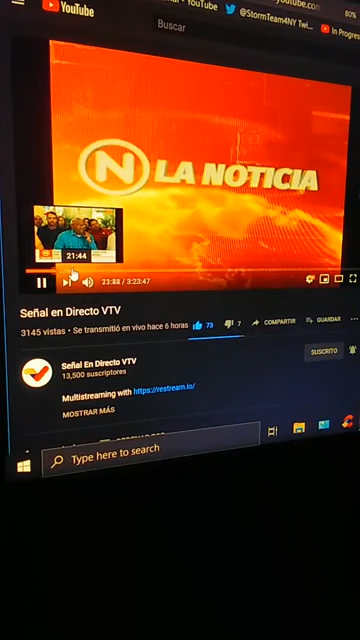 YouTube
YouTube
@StormTeam4NY Twi...
youtube.com
In Progres
80%
Buscar
N LA NOTICIA
21:44
23:88 / 3:23:47
Señal en Directo VTV
3145 vistas • Se transmitió en vivo hace 6 horas
73
7
COMPARTIR
GUARDAR
Señal En Directo VTV
13,500 suscriptores
SUSCRITO
Multistreaming with https://restream.io/
MOSTRAR MÁS
Type here to search